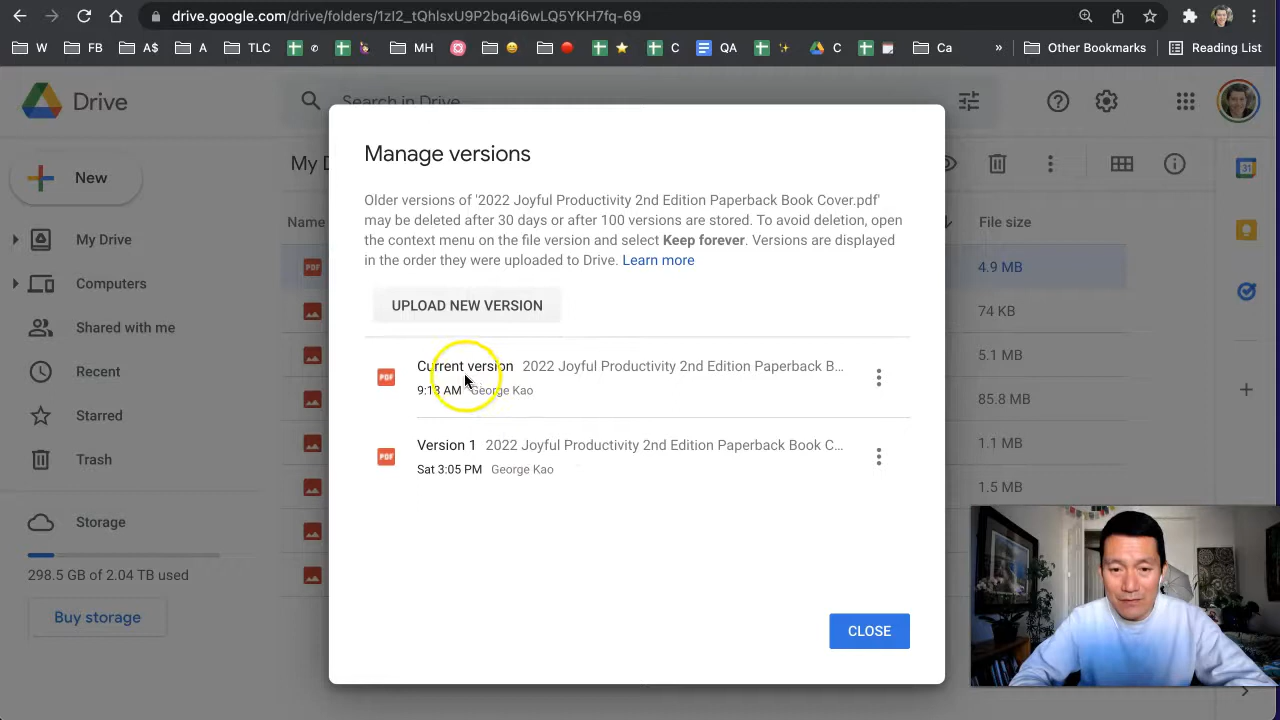 drive.google.com/drive/folders/1zI2_tQhlsxU9P2bq4i6wLQ5YKH7fq-69
W FB A$ A TLC MH C QA C Ca » Other Bookmarks Reading List
Drive
Search in Drive
New
My D
Manage versions
Older versions of '2022 Joyful Productivity 2nd Edition Paperback Book Cover.pdf'
may be deleted after 30 days or after 100 versions are stored. To avoid deletion, open
the context menu on the file version and select Keep forever. Versions are displayed
in the order they were uploaded to Drive. Learn more
UPLOAD NEW VERSION
Current version 2022 Joyful Productivity 2nd Edition Paperback B...
9:13 AM George Kao
Version 1 2022 Joyful Productivity 2nd Edition Paperback Book C...
Sat 3:05 PM George Kao
CLOSE
Name
File size
My Drive
Computers
Shared with me
Recent
Starred
Trash
Storage
298.5 GB of 2.04 TB used
Buy storage
PDF
4.9 MB
74 KB
5.1 MB
85.8 MB
1.1 MB
1.5 MB
PDF
PDF